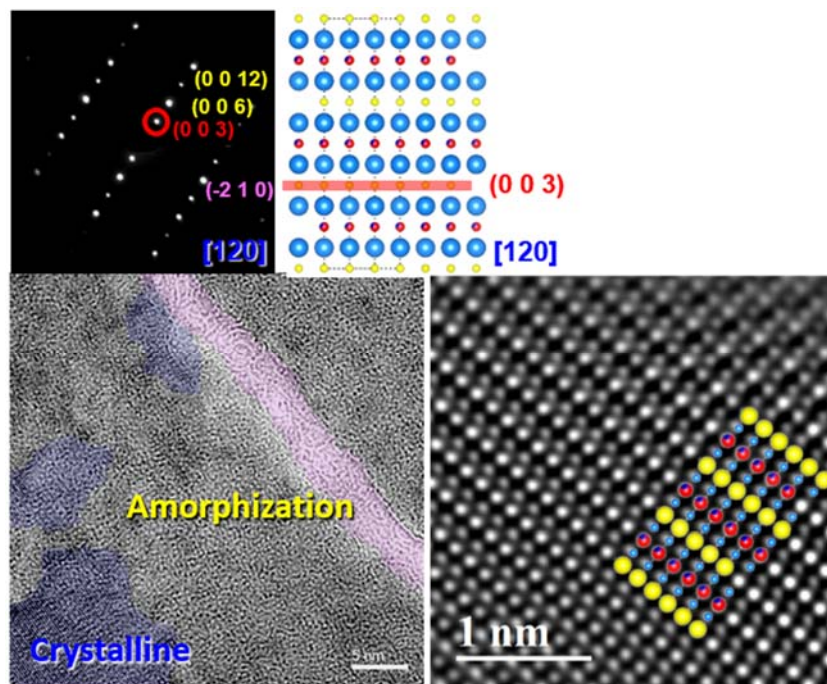 (0 0 12)
(0 0 6)
(0 0 3)
(-2 1 0)
[120]
(0 0 3)
[120]
Amorphization
Crystalline
5 nm
1 nm